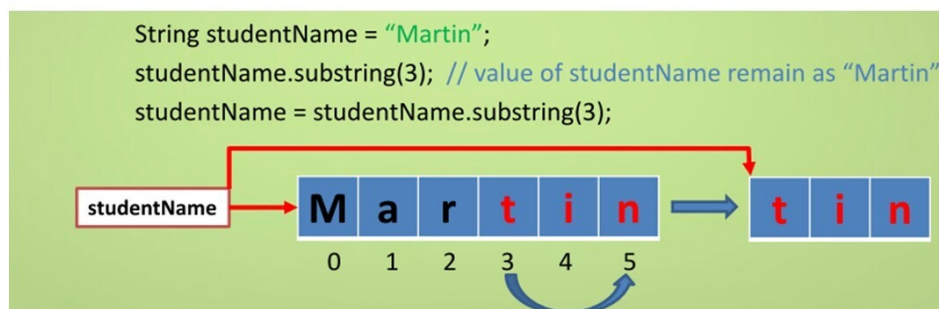 String studentName = “Martin”;
studentName.substring(3); // value of studentName remain as “Martin”
studentName = studentName.substring(3);
studentName M a r t i n t i n
0 1 2 3 4 5